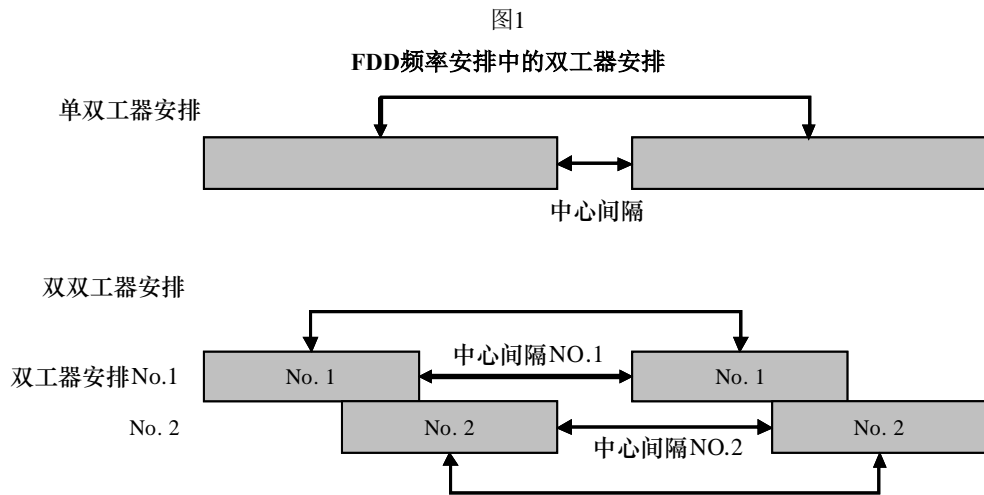 图1
FDD频率安排中的双工器安排
单双工器安排
中心间隔
双双工器安排
双工器安排No.1
No. 1
中心间隔NO.1
No. 1
No. 2
No. 2
中心间隔NO.2
No. 2